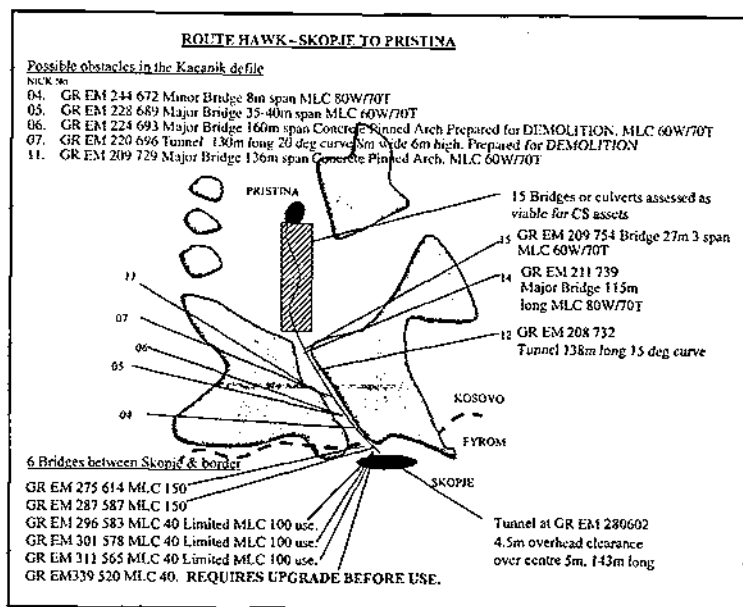 ROUTE HAWK - SKOPJE TO PRISTINA
Possible obstacles in the Kaçanik defile
NICK No
04. GR EM 244 672 Minor Bridge 8m span MLC 80W/70T
05. GR EM 228 689 Major Bridge 35-40m span MLC 60W/70T
06. GR EM 224 693 Major Bridge 160m span Concrete Pinned Arch Prepared for DEMOLITION. MLC 60W/70T
07. GR EM 220 696 Tunnel 130m long 20 deg curve 8m wide 6m high. Prepared for DEMOLITION
11. GR EM 209 729 Major Bridge 136m span Concrete Pinned Arch. MLC 60W/70T
PRISTINA
15 Bridges or culverts assessed as
viable for CS assets
15 GR EM 209 754 Bridge 27m 3 span
MLC 60W/70T
14 GR EM 211 739
Major Bridge 115m
long MLC 80W/70T
12 GR EM 208 732
Tunnel 138m long 15 deg curve
11
07
06
05
04
KOSOVO
FYROM
SKOPJE
6 Bridges between Skopje & border
GR EM 275 614 MLC 150
GR EM 287 587 MLC 150
GR EM 296 583 MLC 40 Limited MLC 100 use.
GR EM 301 578 MLC 40 Limited MLC 100 use.
GR EM 311 565 MLC 40 Limited MLC 100 use.
GR EM339 520 MLC 40. REQUIRES UPGRADE BEFORE USE.
Tunnel at GR EM 280602
4.5m overhead clearance
over centre 5m, 143m long